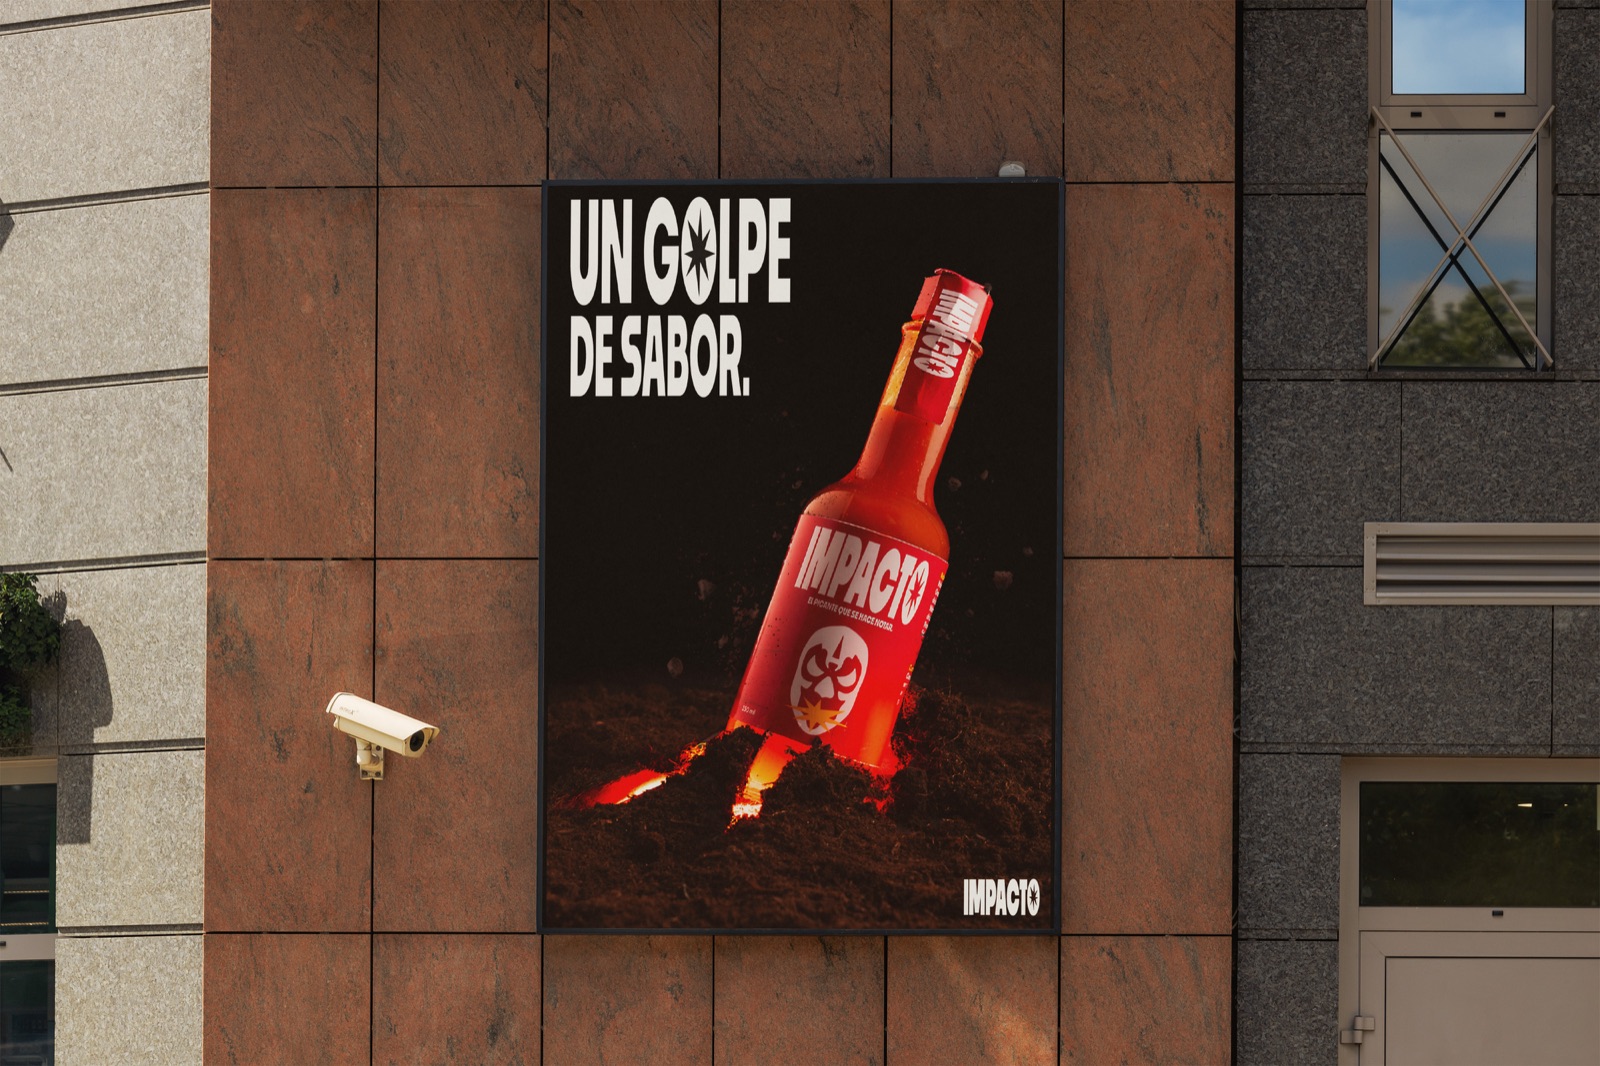 UN GOLPE
DE SABOR.
IMPACTO
IMPACTO
EL PICANTE QUE SE HACE NOTAR.
IMPACTO